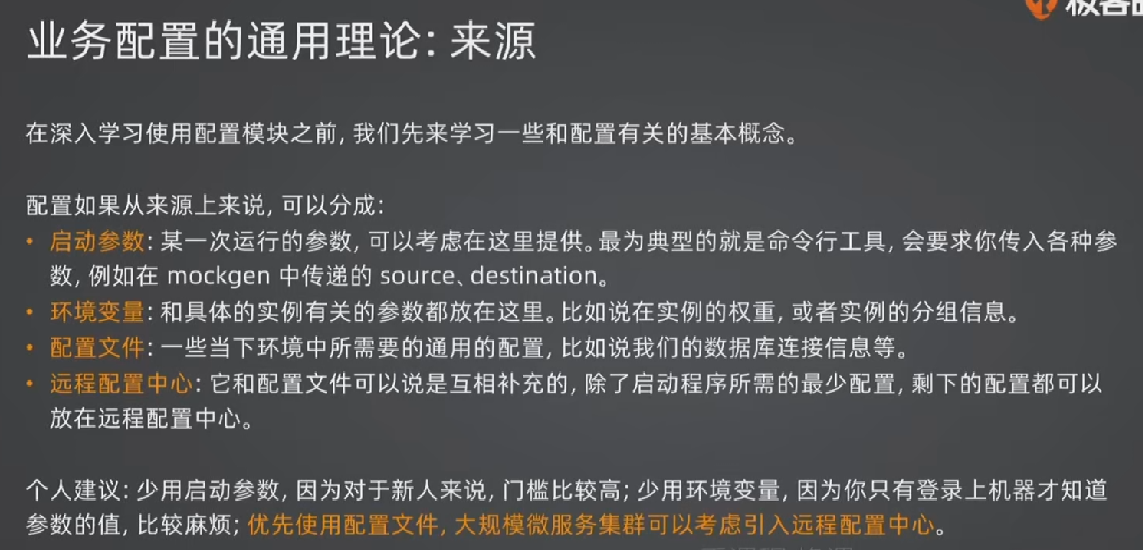 业务配置的通用理论：来源
在深入学习使用配置模块之前，我们先来学习一些和配置有关的基本概念。
配置如果从来源上来说，可以分成：
• 启动参数：某一次运行的参数，可以考虑在这里提供。最为典型的就是命令行工具，会要求你传入各种参
数，例如在 mockgen 中传递的 source、destination。
• 环境变量：和具体的实例有关的参数都放在这里。比如说在实例的权重，或者实例的分组信息。
• 配置文件：一些当下环境中所需要的通用的配置，比如说我们的数据库连接信息等。
• 远程配置中心：它和配置文件可以说是互相补充的，除了启动程序所需的最少配置，剩下的配置都可以
放在远程配置中心。
个人建议：少用启动参数，因为对于新人来说，门槛比较高；少用环境变量，因为你只有登录上机器才知道
参数的值，比较麻烦；优先使用配置文件，大规模微服务集群可以考虑引入远程配置中心。